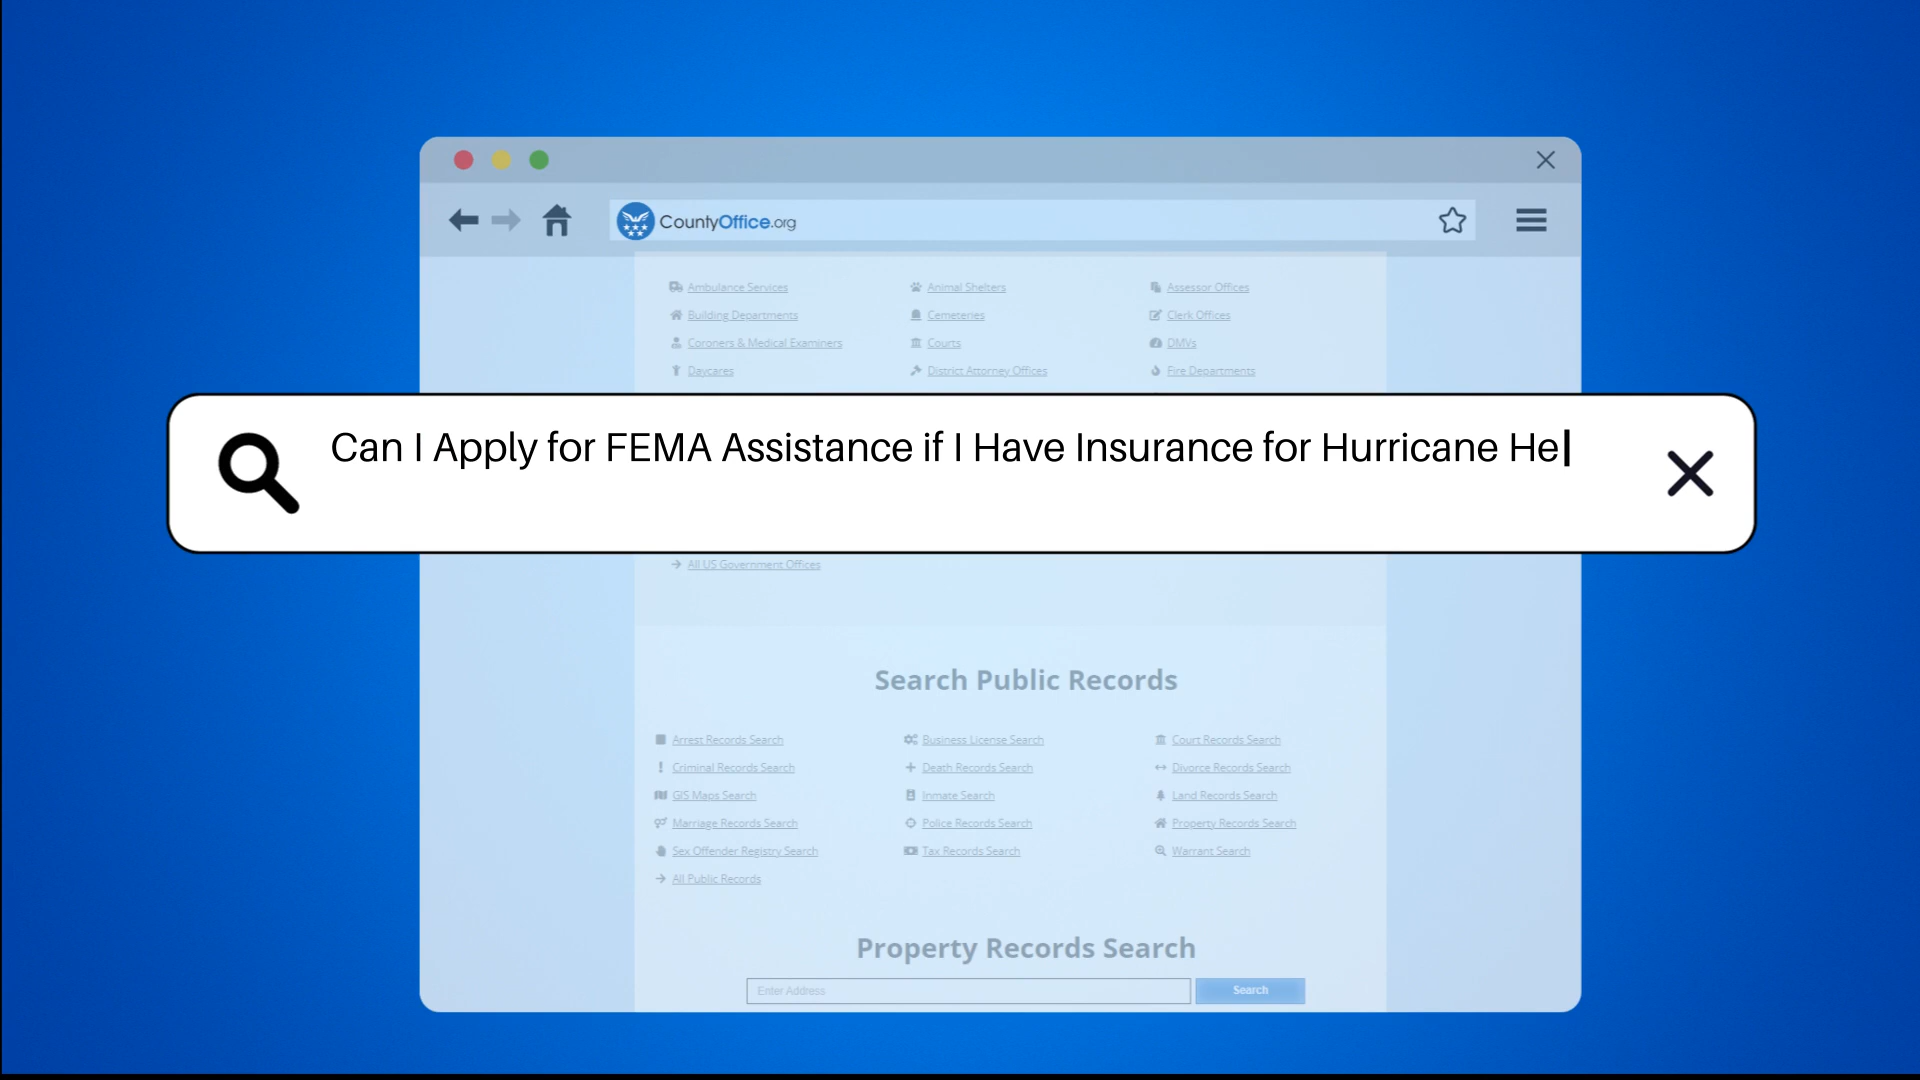 CountyOffice.org
Ambulance Services Animal Shelters Assessor Offices
Building Departments Cemeteries Clerk Offices
Coroners & Medical Examiners Courts DMVs
Daycares District Attorney Offices Fire Departments
Can I Apply for FEMA Assistance if I Have Insurance for Hurricane He
All US Government Offices
Search Public Records
Arrest Records Search Business License Search Court Records Search
Criminal Records Search Death Records Search Divorce Records Search
GIS Maps Search Inmate Search Land Records Search
Marriage Records Search Police Records Search Property Records Search
Sex Offender Registry Search Tax Records Search Warrant Search
All Public Records
Property Records Search
Enter Address Search